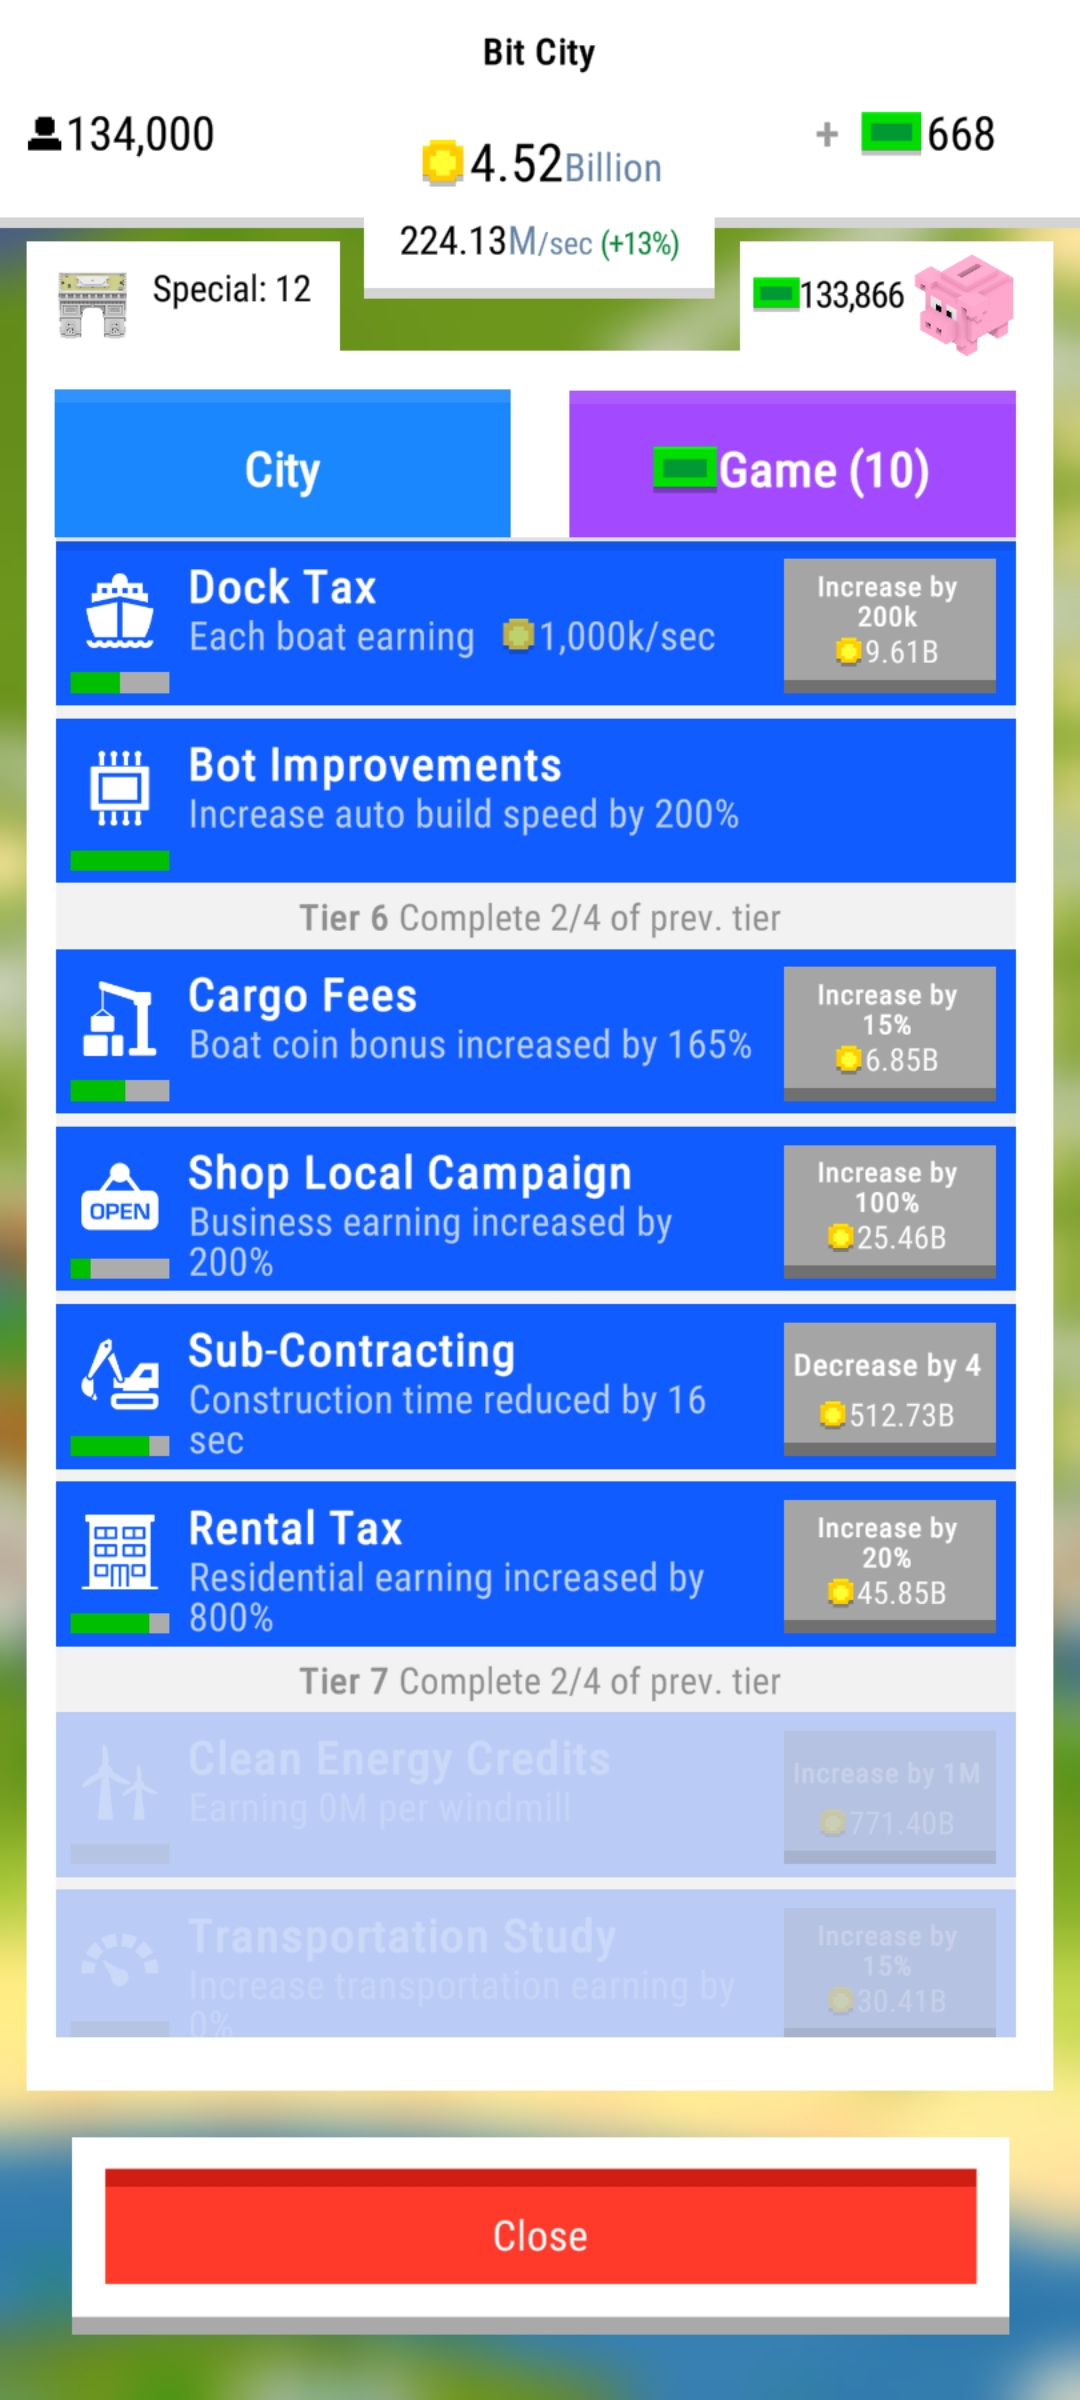 Bit City
134,000
4.52Billion
+ 668
224.13M/sec (+13%)
Special: 12
133,866
City
Game (10)
Dock Tax
Each boat earning 1,000k/sec
Increase by
200k
9.61B
Bot Improvements
Increase auto build speed by 200%
Tier 6 Complete 2/4 of prev. tier
Cargo Fees
Boat coin bonus increased by 165%
Increase by
15%
6.85B
OPEN
Shop Local Campaign
Business earning increased by
200%
Increase by
100%
25.46B
Sub-Contracting
Construction time reduced by 16
sec
Decrease by 4
512.73B
Rental Tax
Residential earning increased by
800%
Increase by
20%
45.85B
Tier 7 Complete 2/4 of prev. tier
Clean Energy Credits
Earning 0M per windmill
Increase by 1M
771.40B
Transportation Study
Increase transportation earning by
0%
Increase by
15%
30.41B
Close